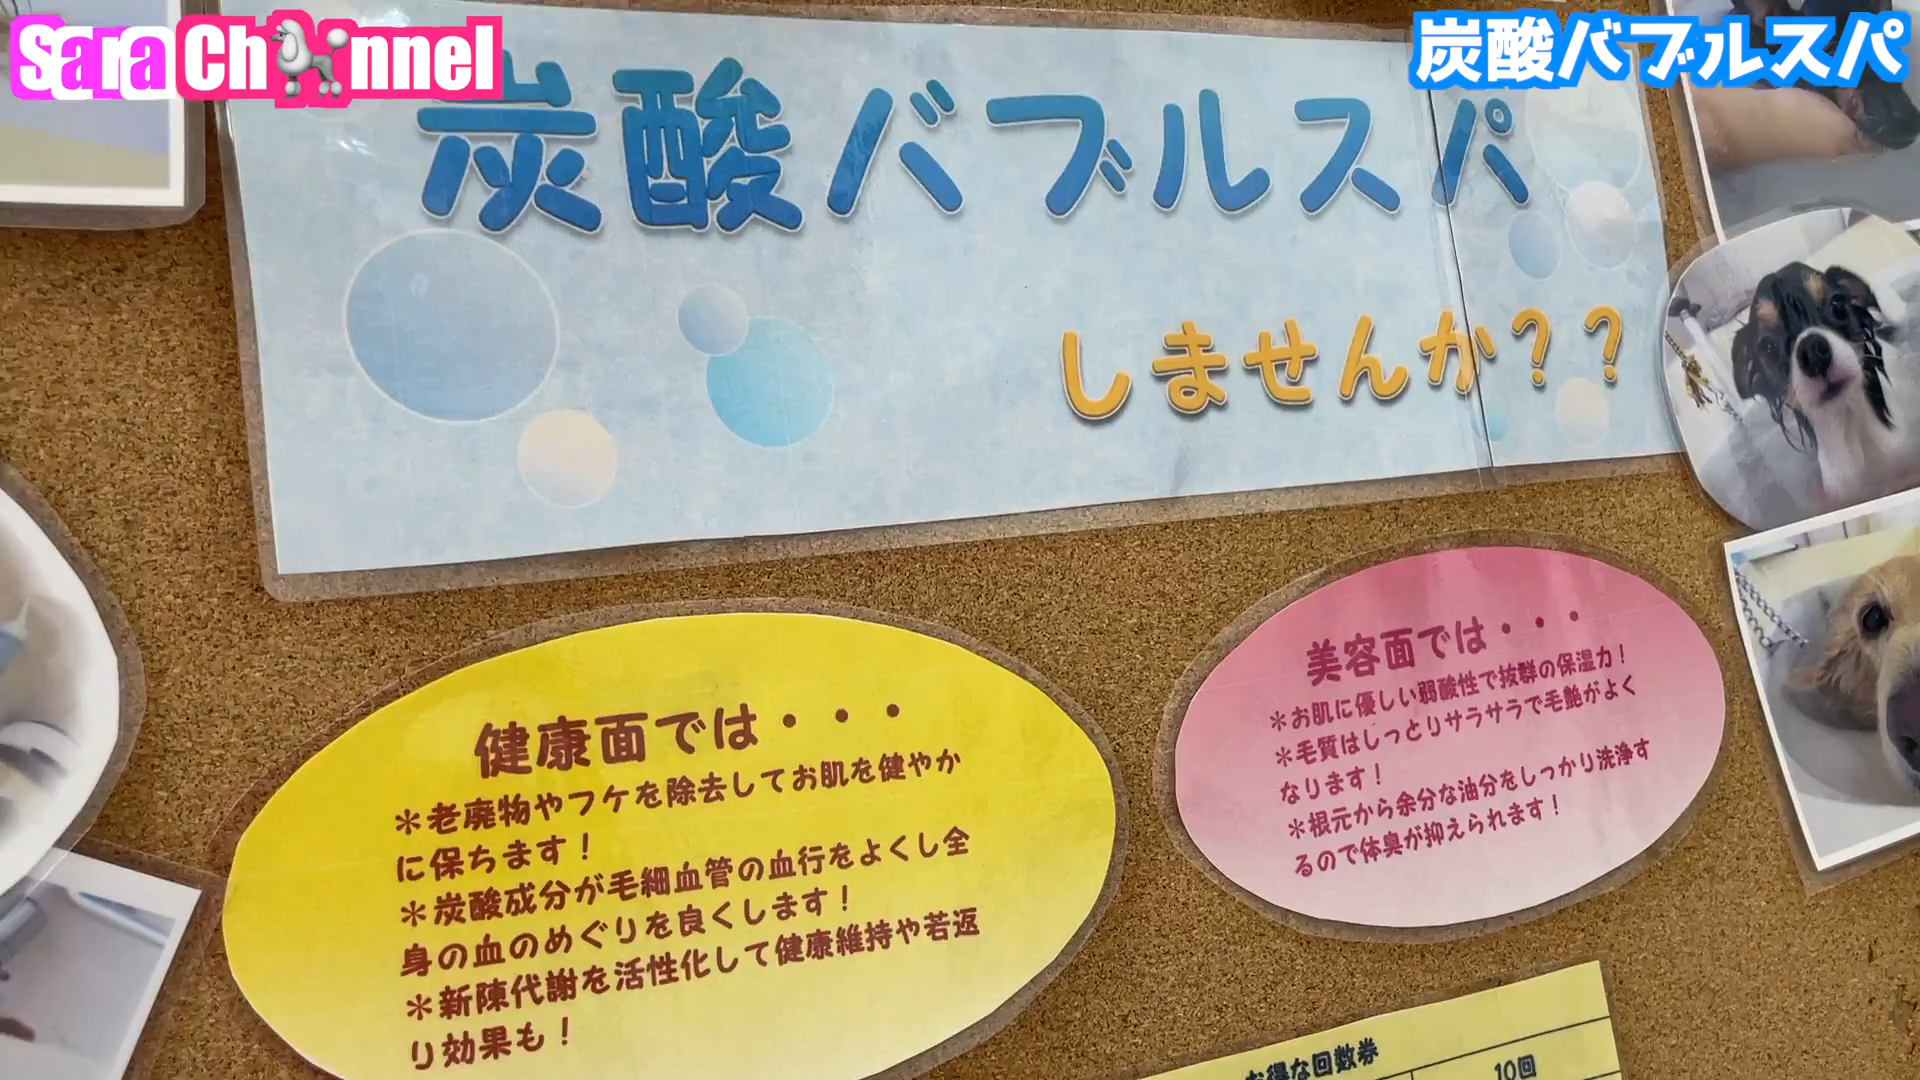 Sara Channel
炭酸バブルスパ
炭酸バブルスパ
しませんか??
健康面では・・・
＊老廃物やフケを除去してお肌を健やか
に保ちます!
＊炭酸成分が毛細血管の血行をよくし全
身の血のめぐりを良くします!
＊新陳代謝を活性化して健康維持や若返
り効果も!
美容面では・・・
＊お肌に優しい弱酸性で抜群の保湿力!
＊毛質はしっとりサラサラで毛艶がよく
なります!
＊根元から余分な油分をしっかり洗浄す
るので体臭が抑えられます!
お得な回数券
10回